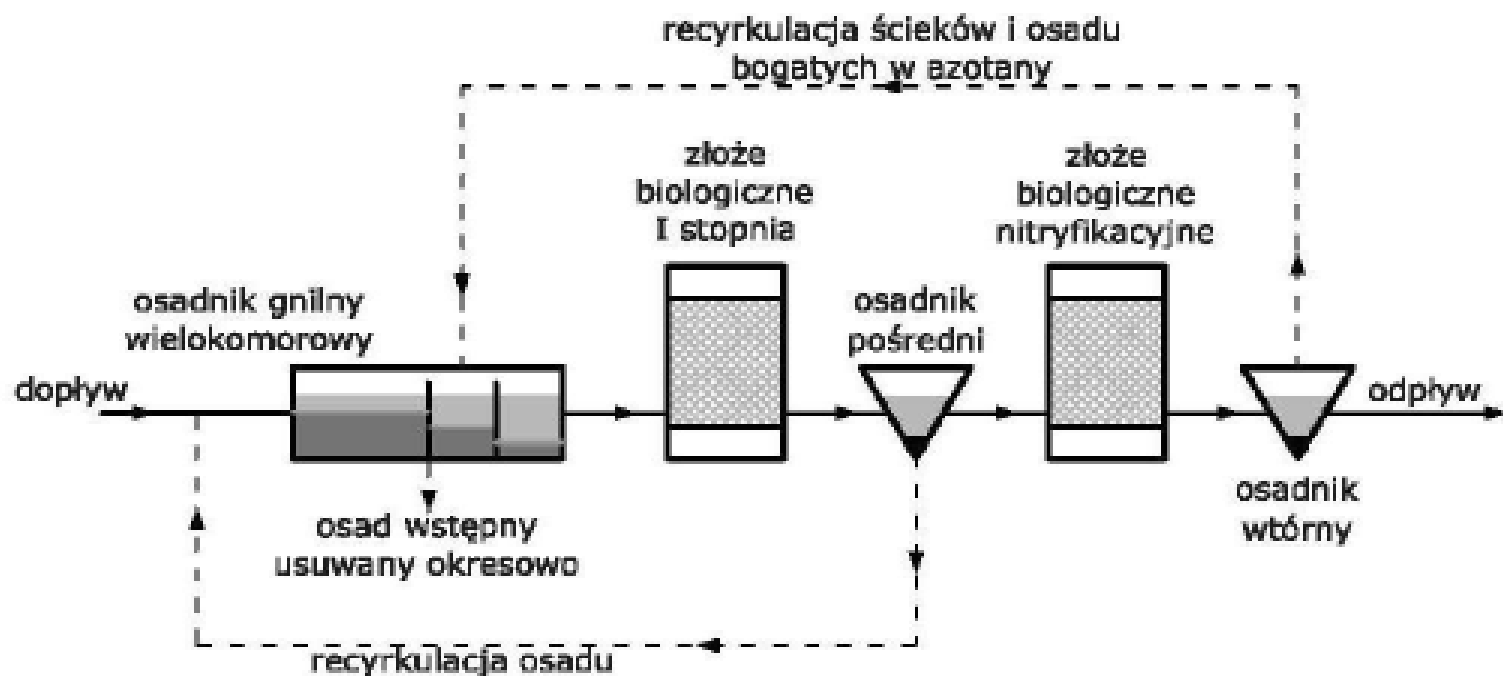 recyrkulacja ścieków i osadu
bogatych w azotany
złoże
biologiczne
I stopnia
złoże
biologiczne
nitryfikacyjne
osadnik gnilny
wielokomorowy
osadnik
pośredni
dopływ
odpływ
osad wstępny
usuwany okresowo
osadnik
wtórny
recyrkulacja osadu